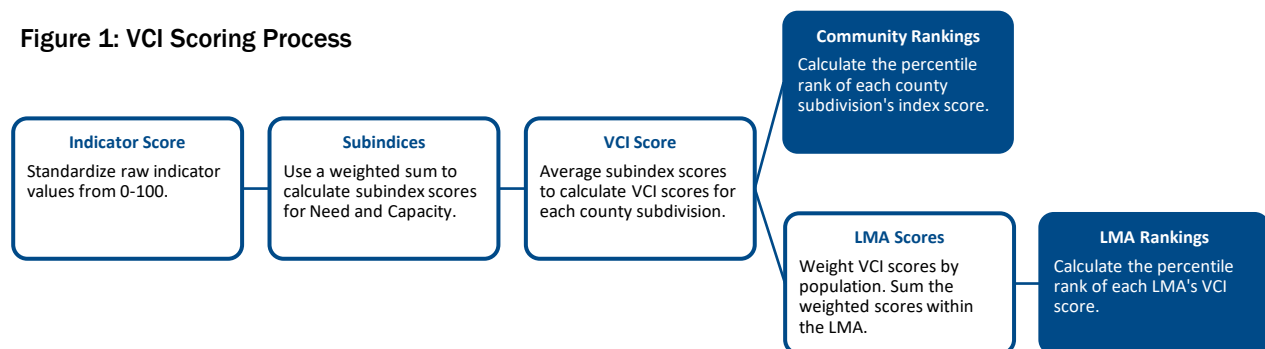 Figure 1: VCI Scoring Process
Indicator Score
Standardize raw indicator
values from 0-100.
Subindices
Use a weighted sum to
calculate subindex scores
for Need and Capacity.
VCI Score
Average subindex scores
to calculate VCI scores for
each county subdivision.
Community Rankings
Calculate the percentile
rank of each county
subdivision's index score.
LMA Scores
Weight VCI scores by
population. Sum the
weighted scores within
the LMA.
LMA Rankings
Calculate the percentile
rank of each LMA's VCI
score.